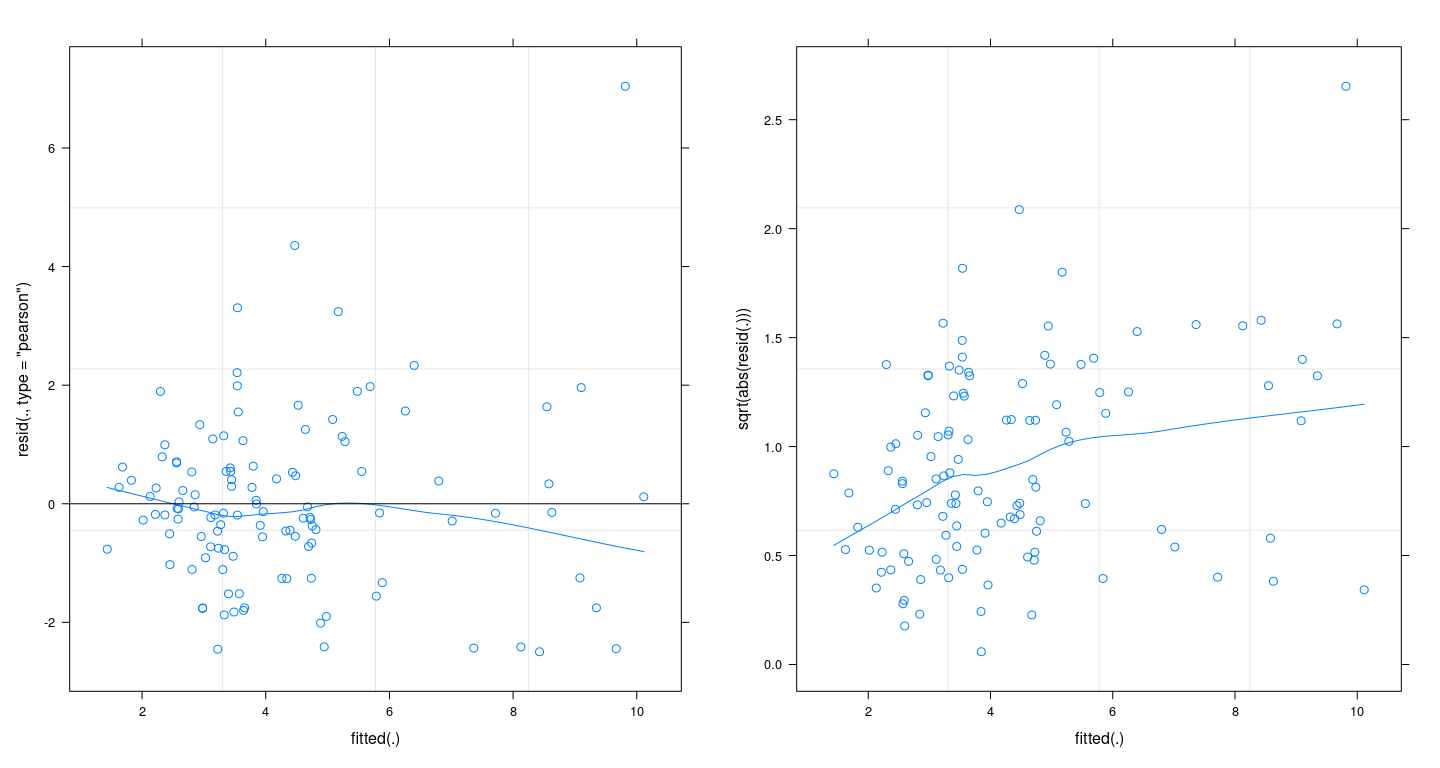 resid(., type = "pearson")
6
4
2
0
-2
2 4 6 8 10
fitted(.)
sqrt(abs(resid(.)))
2.5
2.0
1.5
1.0
0.5
0.0
2 4 6 8 10
fitted(.)